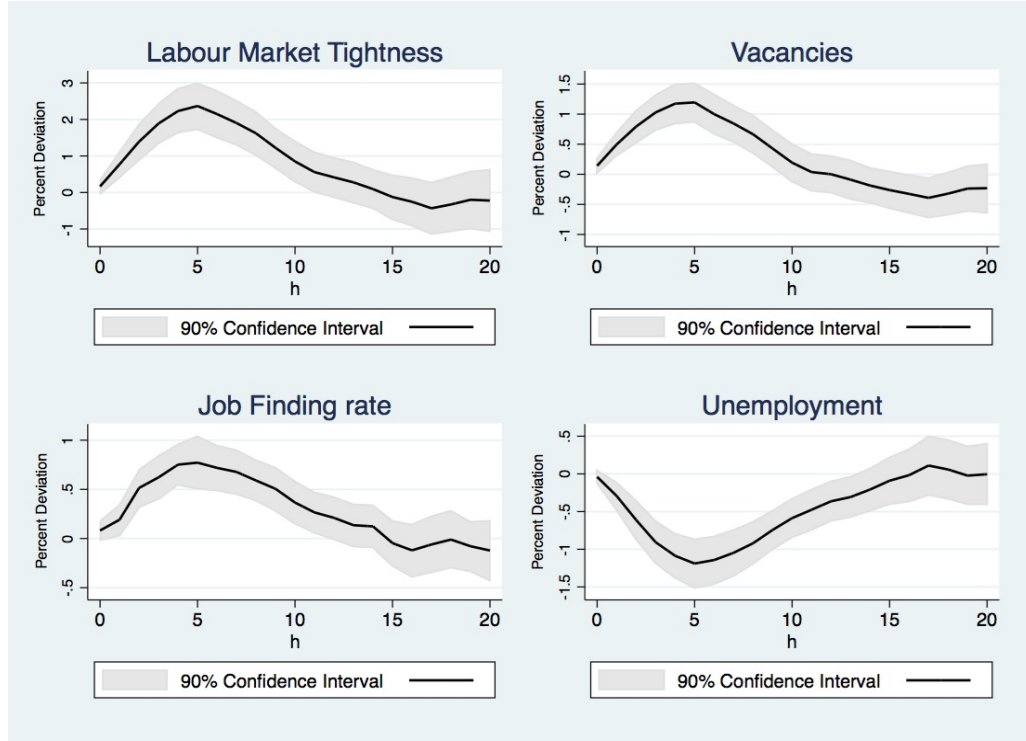 Labour Market Tightness
Percent Deviation
3
2
1
0
-1
0 5 10 15 20
h
90% Confidence Interval
Vacancies
Percent Deviation
1.5
1
.5
0
-.5
-1
0 5 10 15 20
h
90% Confidence Interval
Job Finding rate
Percent Deviation
1
.5
0
-.5
0 5 10 15 20
h
90% Confidence Interval
Unemployment
Percent Deviation
.5
0
-.5
-1
-1.5
0 5 10 15 20
h
90% Confidence Interval